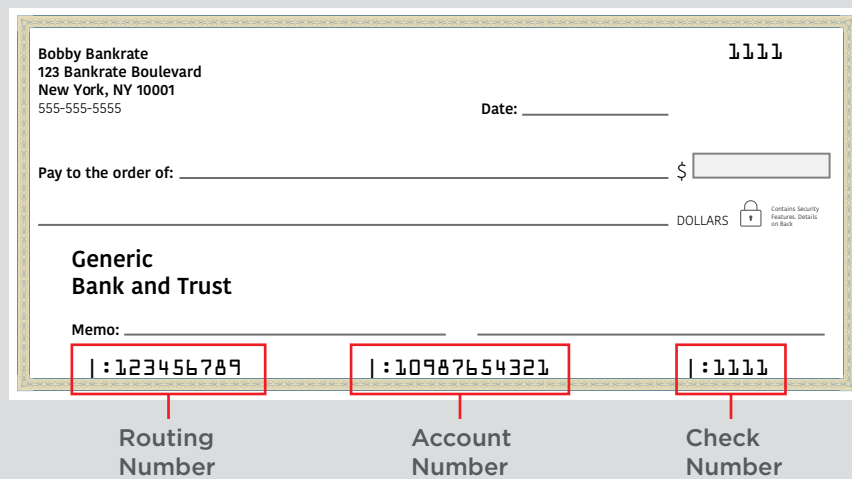 Bobby Bankrate
1111
123 Bankrate Boulevard
New York, NY 10001
555-555-5555
Date:
Pay to the order of:
$
DOLLARS
Contains Security
Features. Details
on Back
Generic
Bank and Trust
Memo:
|:123456789 |:10987654321 |:1111
Routing Number
Account Number
Check Number